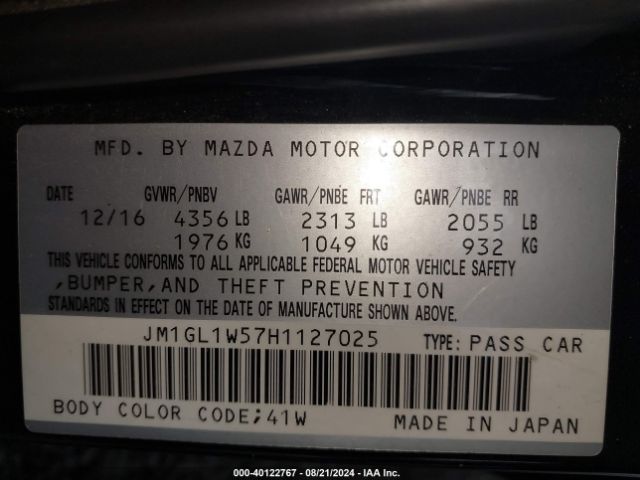 MFD. BY MAZDA MOTOR CORPORATION
DATE GVWR/PNBV GAWR/PNBE FRT GAWR/PNBE RR
12/16 4356 LB 2313 LB 2055 LB
1976 KG 1049 KG 932 KG
THIS VEHICLE CONFORMS TO ALL APPLICABLE FEDERAL MOTOR VEHICLE SAFETY
,BUMPER,AND THEFT PREVENTION
STANDARDS IN EFFECT ON THE DATE OF MANUFACTURE SHOWN ABOVE.
JM1GL1W57H1127025 TYPE: PASS CAR
BODY COLOR CODE;41W MADE IN JAPAN
000-40122767 - 08/21/2024 - IAA Inc.